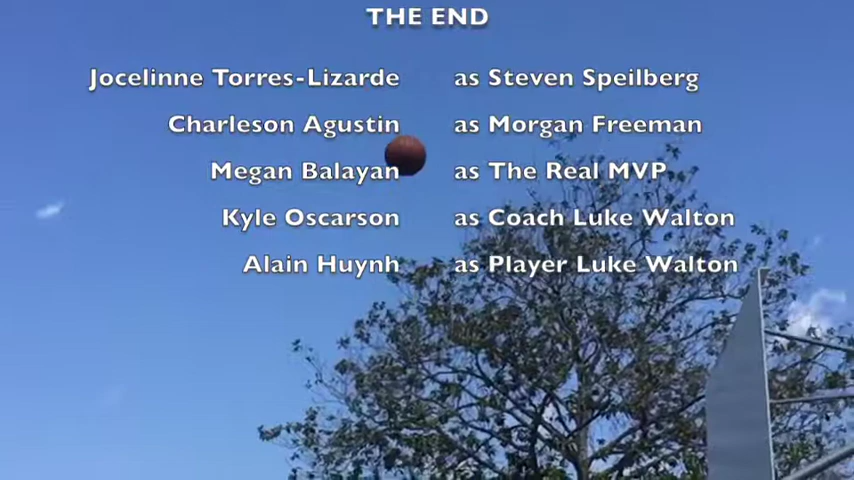 THE END
Jocelinne Torres-Lizarde as Steven Speilberg
Charleson Agustin as Morgan Freeman
Megan Balayan as The Real MVP
Kyle Oscarson as Coach Luke Walton
Alain Huynh as Player Luke Walton